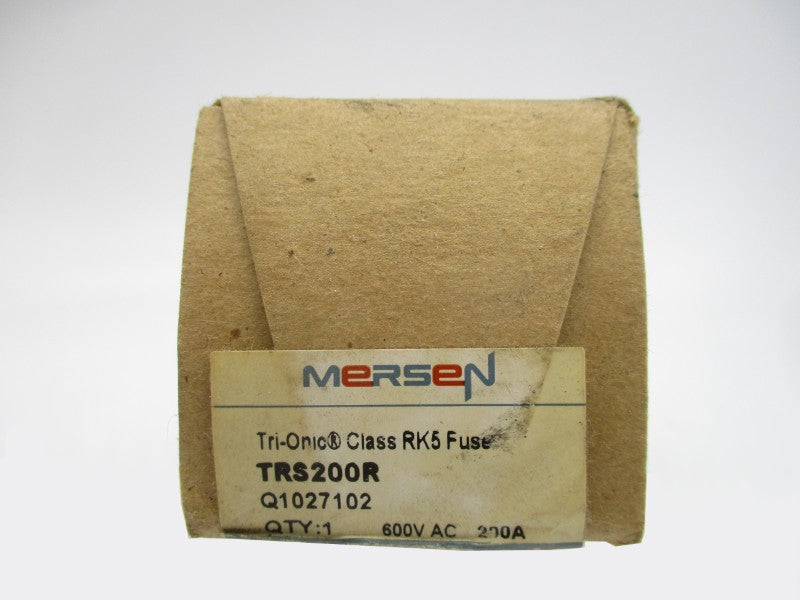 MERSEN
Tri-Onic® Class RK5 Fuse
TRS200R
Q1027102
QTY:1 600V AC 200A